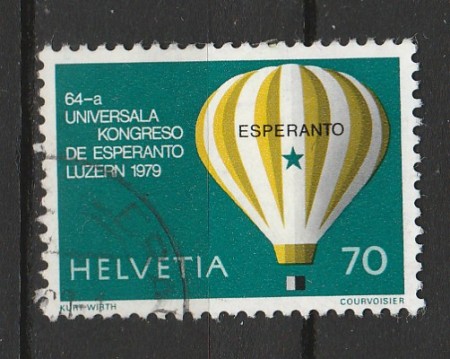 64-a
UNIVERSALA
KONGRESO
DE ESPERANTO
LUZERN 1979
ESPERANTO
HELVETIA
70
KURT WIRTH
COURVOISIER